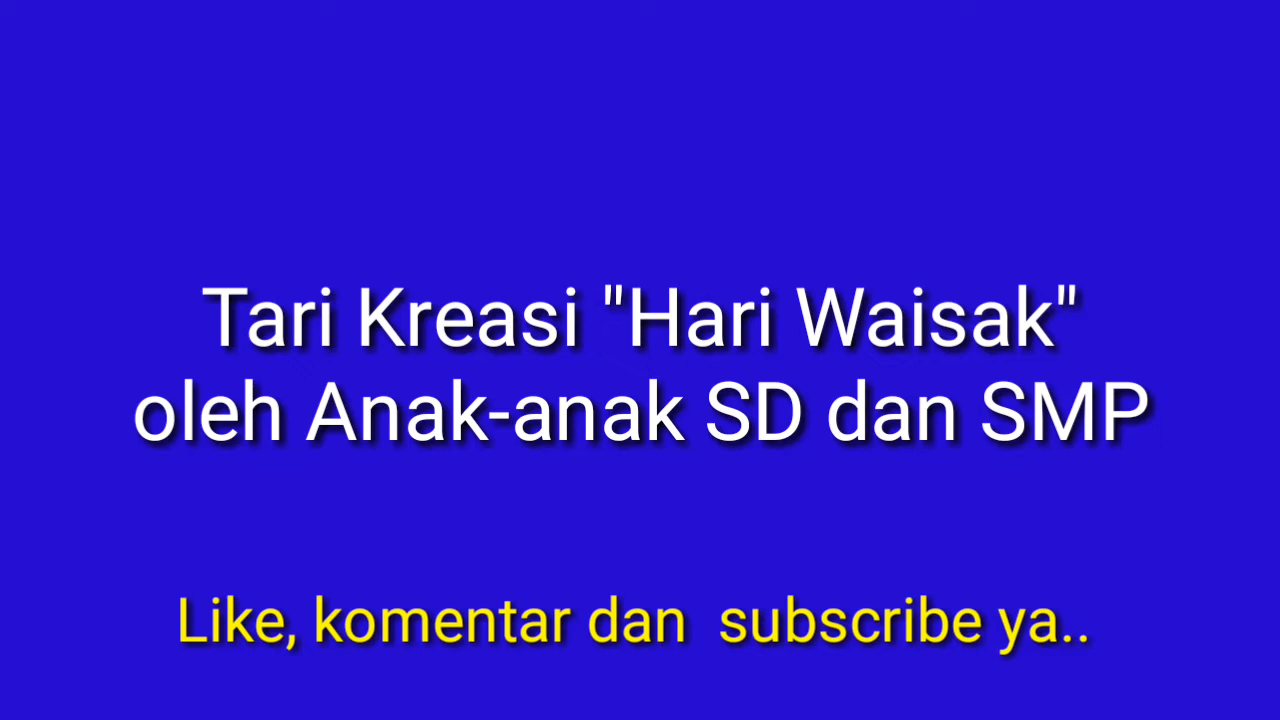 Tari Kreasi "Hari Waisak"
oleh Anak-anak SD dan SMP
Like, komentar dan  subscribe ya..